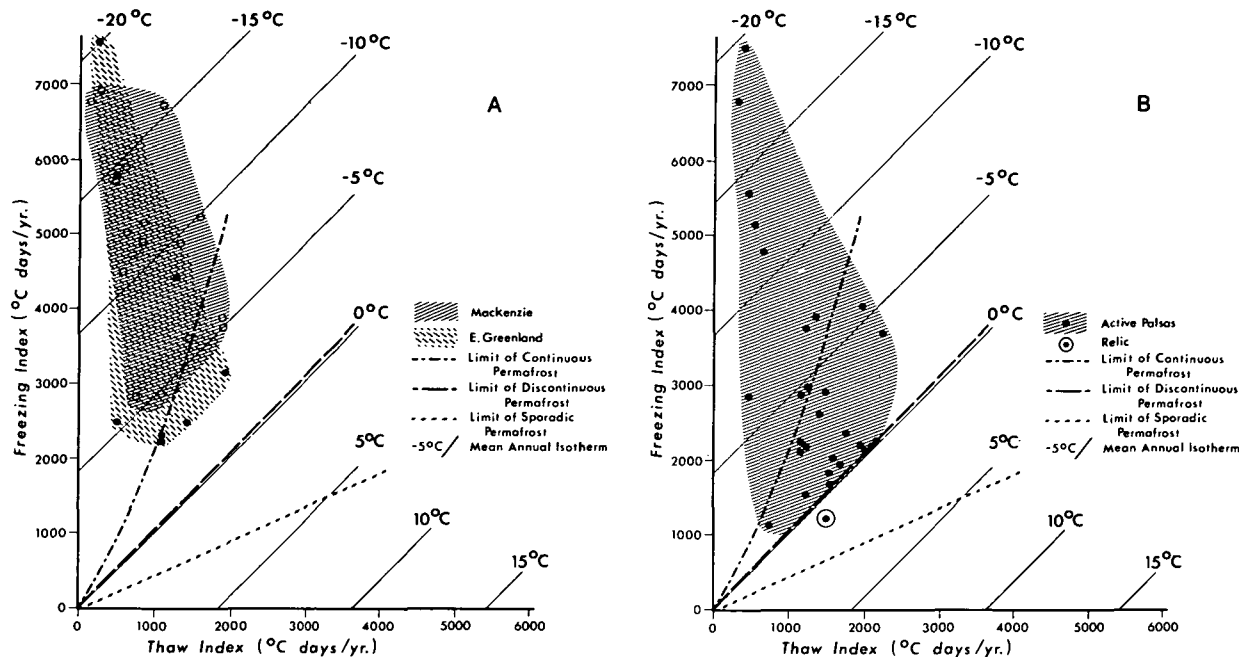 -20°C
-15°C
-10°C
-5°C
0°C
5°C
10°C
15°C
A
7000
6000
5000
4000
3000
2000
1000
0
Freezing Index (°C days/yr.)
0
1000
2000
3000
4000
5000
6000
Thaw Index (°C days/yr.)
Mackenzie
E. Greenland
Limit of Continuous
Permafrost
Limit of Discontinuous
Permafrost
Limit of Sporadic
Permafrost
-5°C/ Mean Annual Isotherm
-20°C
-15°C
-10°C
-5°C
0°C
5°C
10°C
15°C
B
7000
6000
5000
4000
3000
2000
1000
0
Freezing Index (°C days/yr.)
0
1000
2000
3000
4000
5000
6000
Thaw Index (°C days/yr.)
Active Palsas
Relic
Limit of Continuous
Permafrost
Limit of Discontinuous
Permafrost
Limit of Sporadic
Permafrost
-5°C/ Mean Annual Isotherm